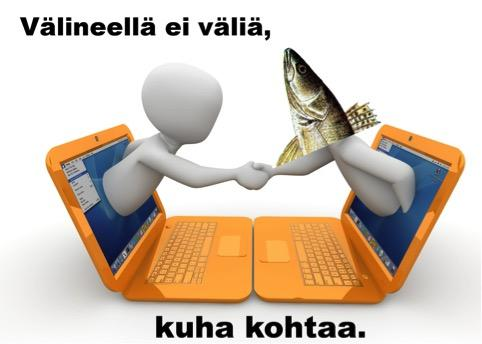 Välineellä ei väliä,
kuha kohtaa.